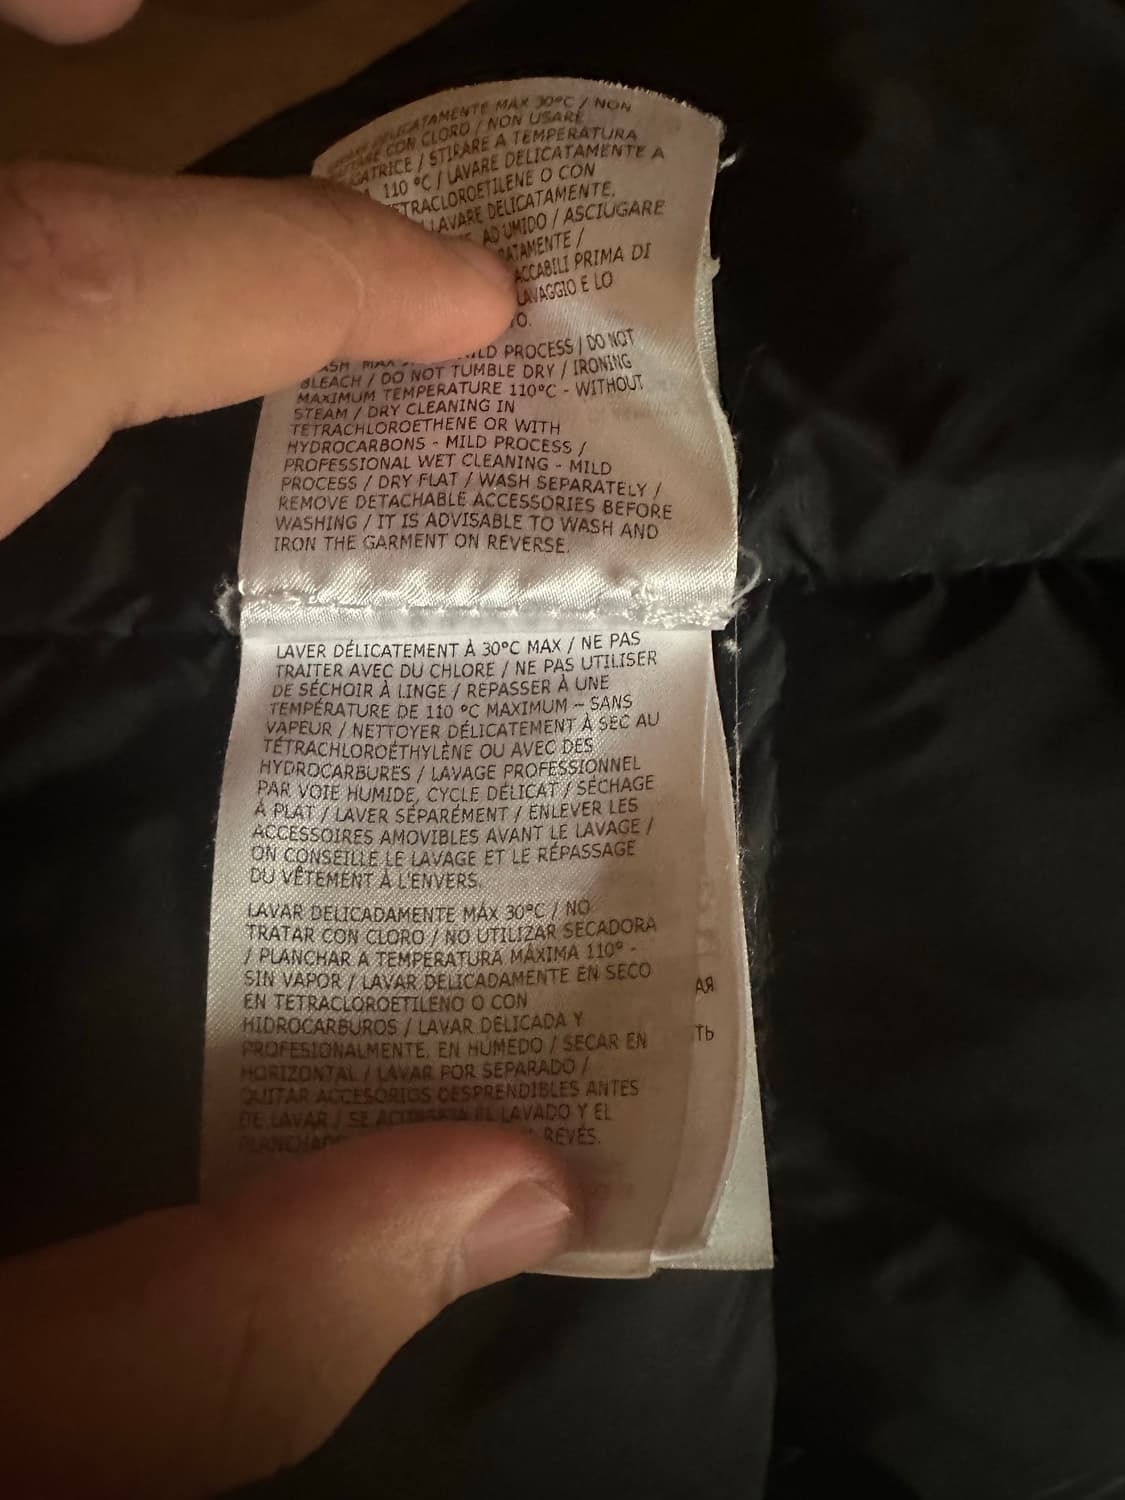 DELICATAMENTE MAX 30°C / NON
CON CLORO / NON USARE
/ STIRARE A TEMPERATURA
110 °C / LAVARE DELICATAMENTE A
O CON
LAVARE DELICATAMENTE,
AD UMIDO / ASCIUGARE
/
PRIMA DI
LAVAGGIO E LO
PROCESS / DO NOT
BLEACH / DO NOT TUMBLE DRY / IRONING
MAXIMUM TEMPERATURE 110°C - WITHOUT
STEAM / DRY CLEANING IN
TETRACHLOROETHENE OR WITH
HYDROCARBONS - MILD PROCESS /
PROFESSIONAL WET CLEANING - MILD
PROCESS / DRY FLAT / WASH SEPARATELY /
REMOVE DETACHABLE ACCESSORIES BEFORE
WASHING / IT IS ADVISABLE TO WASH AND
IRON THE GARMENT ON REVERSE.
LAVER DÉLICATEMENT À 30°C MAX / NE PAS
TRAITER AVEC DU CHLORE / NE PAS UTILISER
DE SÉCHOIR À LINGE / REPASSER À UNE
TEMPÉRATURE DE 110 °C MAXIMUM – SANS
VAPEUR / NETTOYER DÉLICATEMENT À SEC AU
TÉTRACHLOROÉTHYLÈNE OU AVEC DES
HYDROCARBURES / LAVAGE PROFESSIONNEL
PAR VOIE HUMIDE, CYCLE DÉLICAT / SÉCHAGE
À PLAT / LAVER SÉPARÉMENT / ENLEVER LES
ACCESSOIRES AMOVIBLES AVANT LE LAVAGE /
ON CONSEILLE LE LAVAGE ET LE RÉPASSAGE
DU VÊTEMENT À L'ENVERS.
LAVAR DELICADAMENTE MÁX 30°C / NO
TRATAR CON CLORO / NO UTILIZAR SECADORA
/ PLANCHAR A TEMPERATURA MÁXIMA 110° -
SIN VAPOR / LAVAR DELICADAMENTE EN SECO
EN TETRACLOROETILENO O CON
HIDROCARBUROS / LAVAR DELICADA Y
PROFESIONALMENTE, EN HÚMEDO / SECAR EN
HORIZONTAL / LAVAR POR SEPARADO /
QUITAR ACCESORIOS DESPRENDIBLES ANTES
DE LAVAR / SE ACONSEJA EL LAVADO Y EL
REVÉS.
АЯ
ТЬ